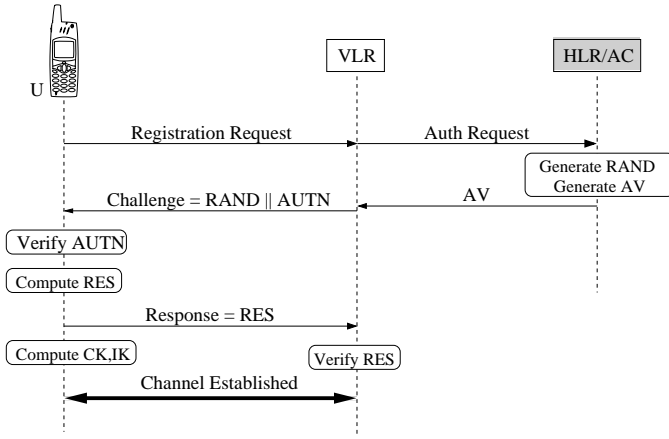 U
VLR
HLR/AC
Registration Request
Auth Request
Generate RAND
Generate AV
Challenge = RAND || AUTN
AV
Verify AUTN
Compute RES
Response = RES
Compute CK,IK
Verify RES
Channel Established